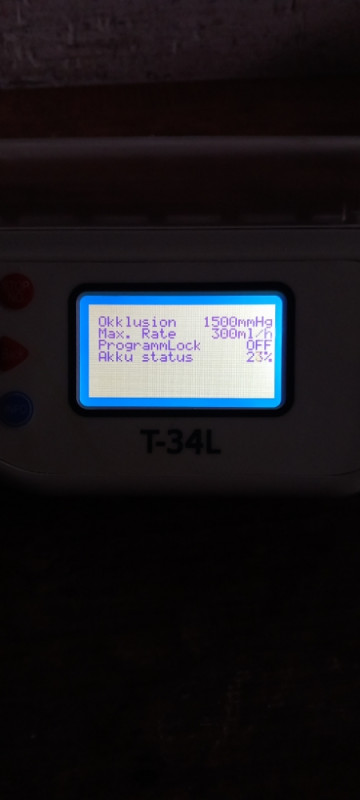 Okklusion 1500mmHg
Max. Rate 300ml/h
ProgrammLock OFF
Akku status 23%
T-34L